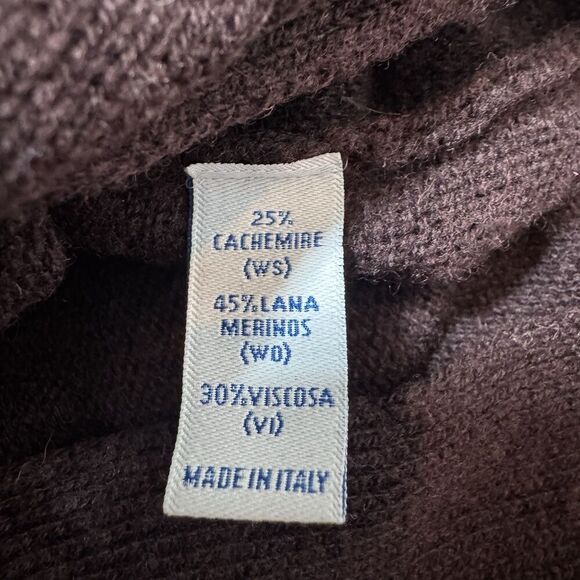 25%
CACHEMIRE
(WS)
45%LANA
MERINOS
(WO)
30%VISCOSA
(VI)
MADE IN ITALY